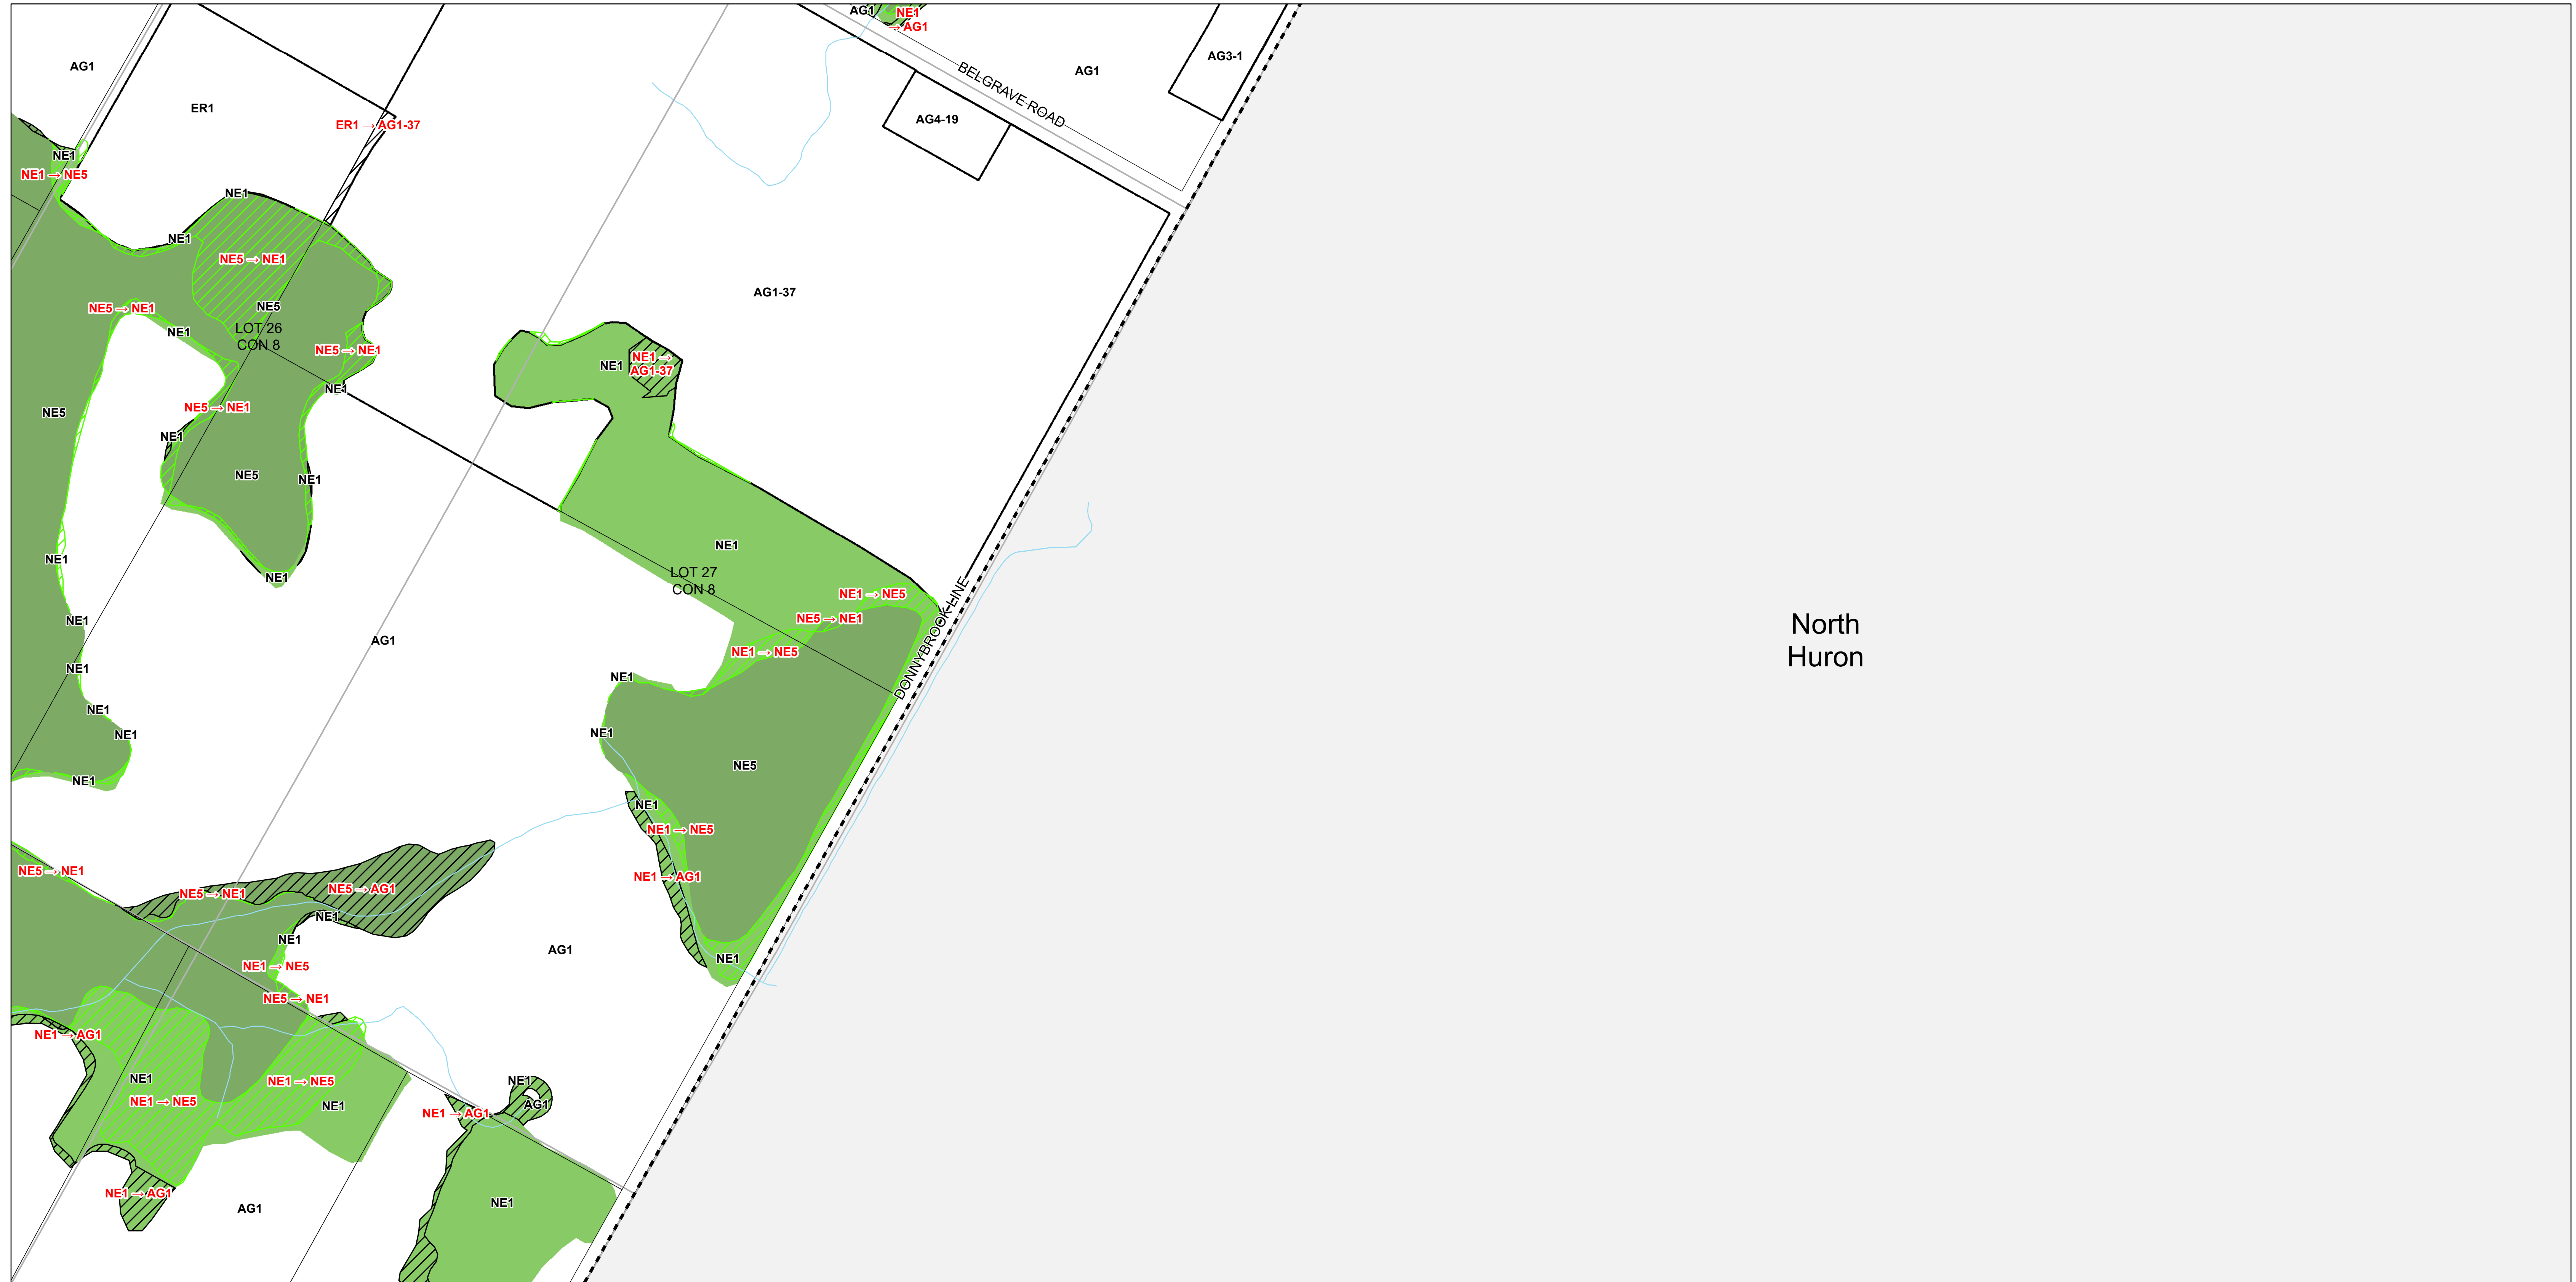 AG1
NE1
→ AG1
AG1
AG3-1
AG1
BELGRAVE ROAD
ER1
AG4-19
ER1 → AG1-37
NE1
NE1 → NE5
NE1
NE1
NE5 → NE1
AG1-37
NE5
NE5 → NE1
NE1
LOT 26
CON 8
NE5 → NE1
NE1
NE1 →
AG1-37
NE1
NE5 → NE1
NE5
NE1
NE5
NE1
NE1
NE1
NE1
LOT 27
CON 8
NE1 → NE5
NE5 → NE1
NE1 → NE5
DONNYBROOK LINE
North
Huron
NE1
AG1
NE1
NE1
NE1
NE1
NE1
NE5
NE1
NE1
NE1
NE1 → NE5
NE5 → NE1
NE1 → AG1
NE5 → AG1
NE5 → NE1
NE1
NE1
AG1
NE1
NE1 → NE5
NE5 → NE1
NE1 → AG1
NE1
NE1 → NE5
NE1
AG1
NE1 → NE5
NE1
NE1 → AG1
NE1 → AG1
AG1
NE1